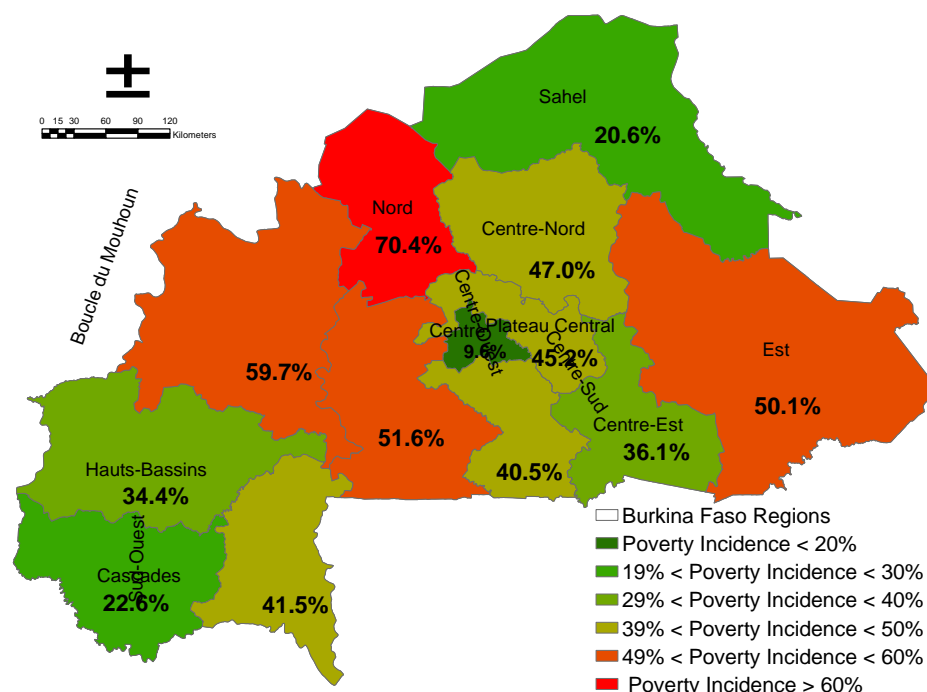 Sahel
20.6%
0 15 30 60 90 120
Kilometers
Boucle du Mouhoun
Nord
70.4%
Centre-Nord
47.0%
Centre-Ouest
Centre
9.6%
Plateau Central
45.2%
Centre-Sud
Est
50.1%
59.7%
51.6%
Centre-Est
36.1%
40.5%
Hauts-Bassins
34.4%
Sud-Ouest
Cascades
22.6%
41.5%
Burkina Faso Regions
Poverty Incidence < 20%
19% < Poverty Incidence < 30%
29% < Poverty Incidence < 40%
39% < Poverty Incidence < 50%
49% < Poverty Incidence < 60%
Poverty Incidence > 60%